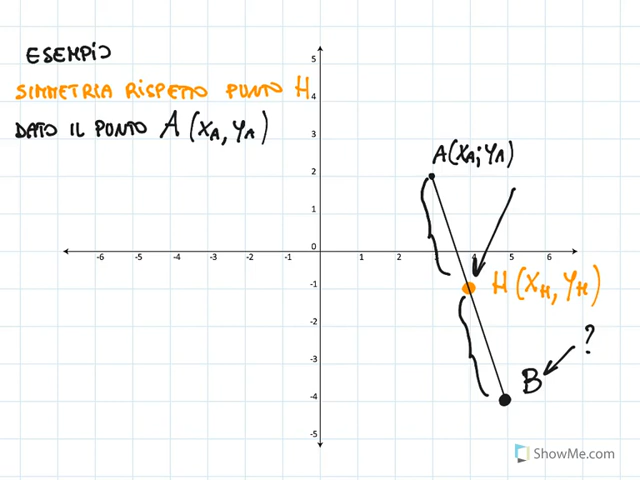 ESEMPIO
SIMMETRIA RISPETTO PUNTO H
DATO IL PUNTO A (XA, YA)
A(XA; YA)
H (XH, YH)
B ?
5
4
3
2
1
0
-6 -5 -4 -3 -2 -1 1 2 3 4 5 6
-1
-2
-3
-4
-5
ShowMe.com